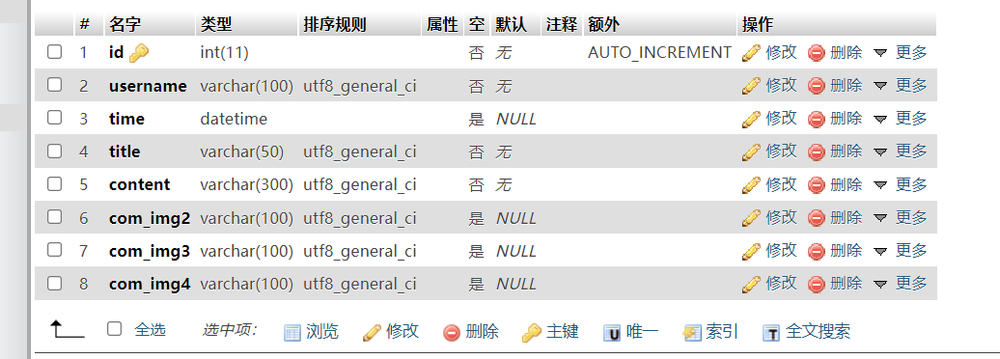 # 名字 类型 排序规则 属性 空 默认 注释 额外 操作
1 id int(11) 否 无 AUTO_INCREMENT 修改 删除 更多
2 username varchar(100) utf8_general_ci 否 无 修改 删除 更多
3 time datetime 是 NULL 修改 删除 更多
4 title varchar(50) utf8_general_ci 否 无 修改 删除 更多
5 content varchar(300) utf8_general_ci 否 无 修改 删除 更多
6 com_img2 varchar(100) utf8_general_ci 是 NULL 修改 删除 更多
7 com_img3 varchar(100) utf8_general_ci 是 NULL 修改 删除 更多
8 com_img4 varchar(100) utf8_general_ci 是 NULL 修改 删除 更多
全选 选中项： 浏览 修改 删除 主键 U 唯一 索引 T 全文搜索